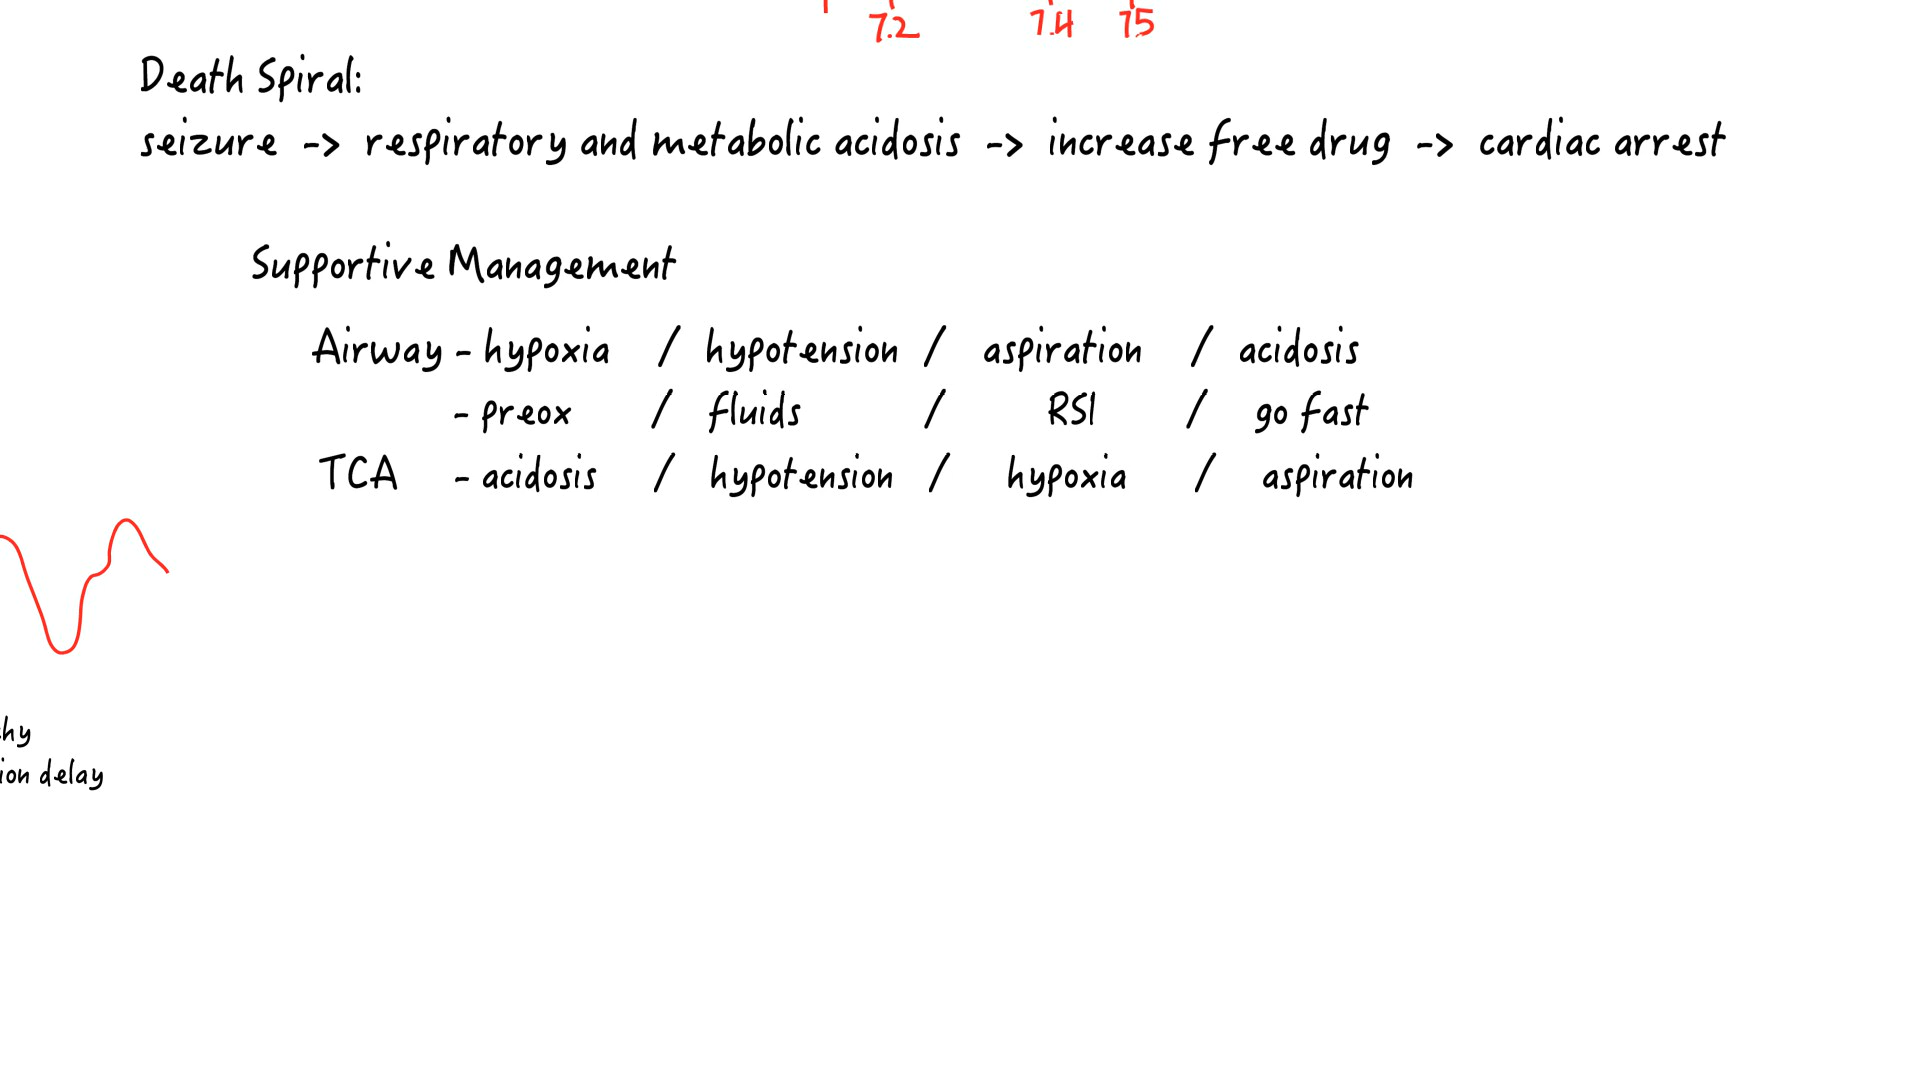 7.2 7.4 7.5
Death Spiral:
seizure -> respiratory and metabolic acidosis -> increase free drug -> cardiac arrest
Supportive Management
Airway - hypoxia / hypotension / aspiration / acidosis
- preox / fluids / RSI / go fast
TCA - acidosis / hypotension / hypoxia / aspiration
hy
ion delay